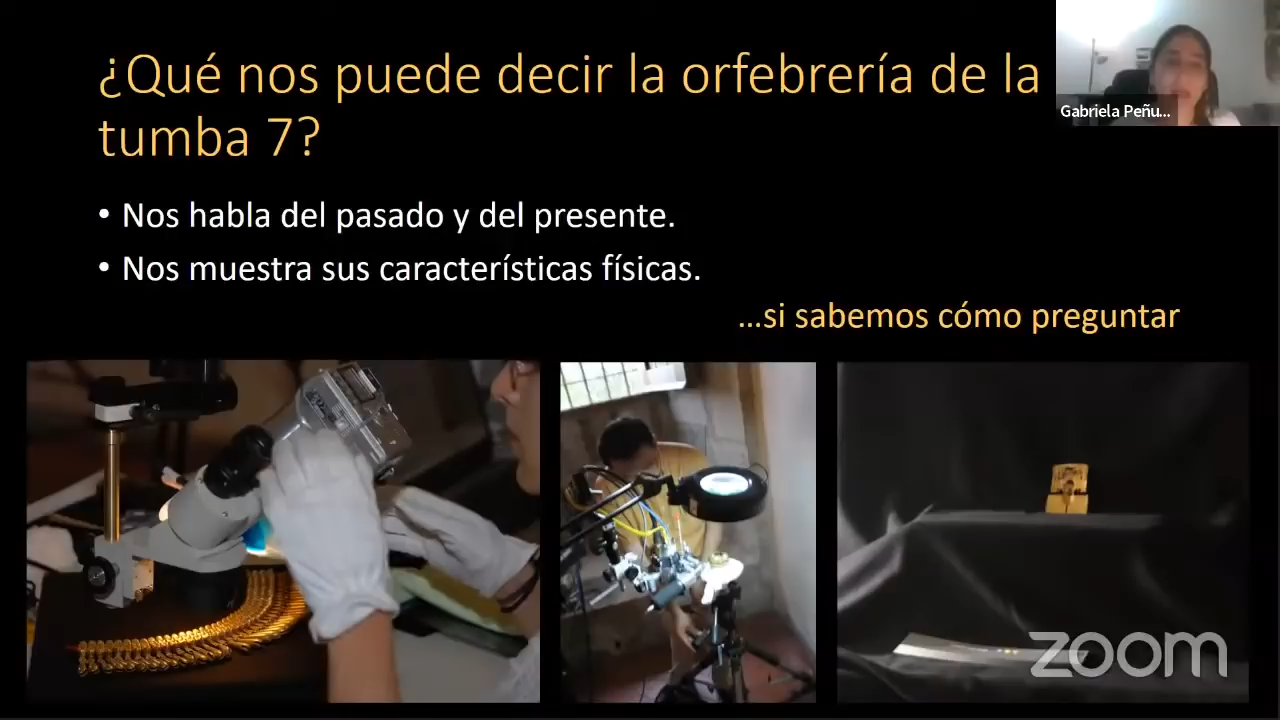 ¿Qué nos puede decir la orfebrería de la
tumba 7?
Gabriela Peñu...
• Nos habla del pasado y del presente.
• Nos muestra sus características físicas.
...si sabemos cómo preguntar
zoom